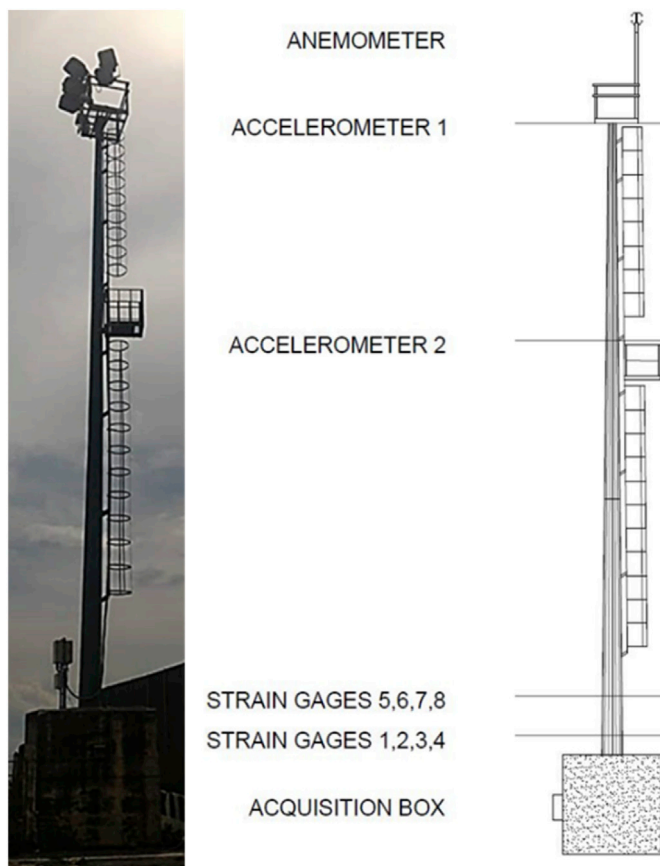 ANEMOMETER
ACCELEROMETER 1
ACCELEROMETER 2
STRAIN GAGES 5,6,7,8
STRAIN GAGES 1,2,3,4
ACQUISITION BOX